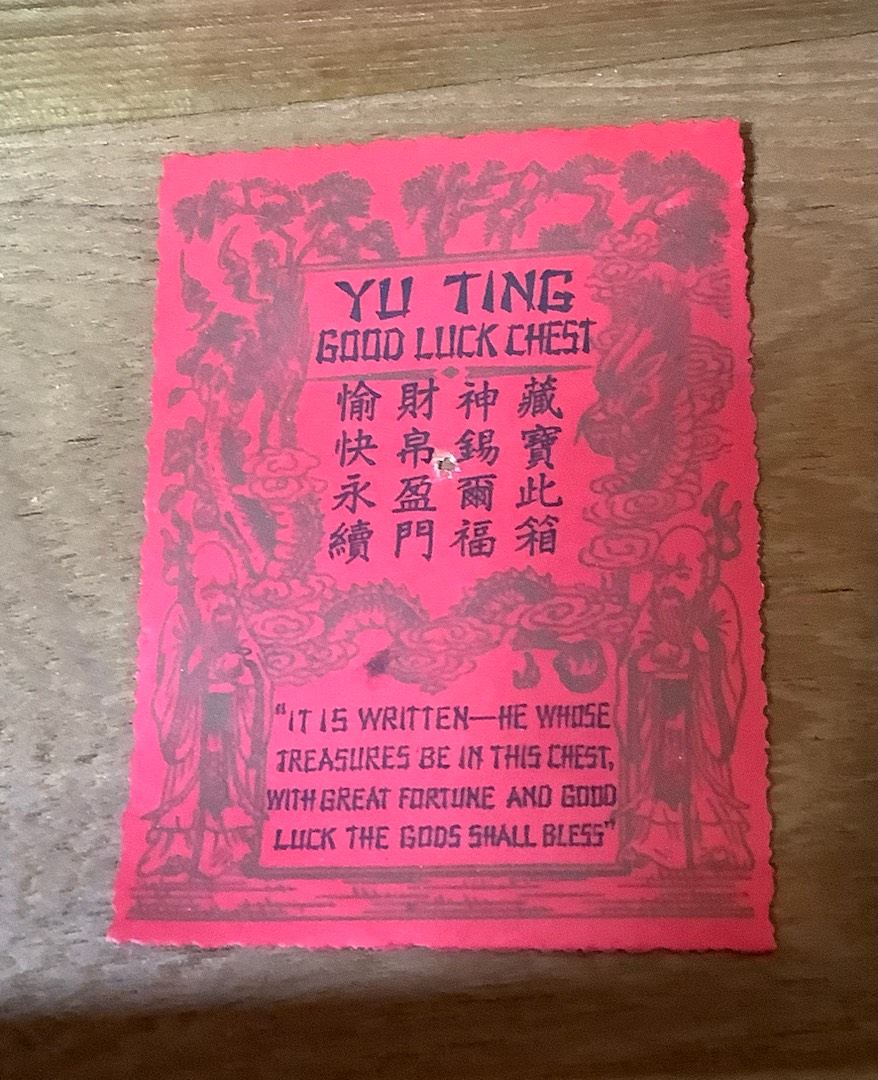 YU TING
GOOD LUCK CHEST
藏寶此箱
神錫爾福
財帛盈門
愉快永續
"IT IS WRITTEN—HE WHOSE
TREASURES BE IN THIS CHEST,
WITH GREAT FORTUNE AND GOOD
LUCK THE GODS SHALL BLESS"